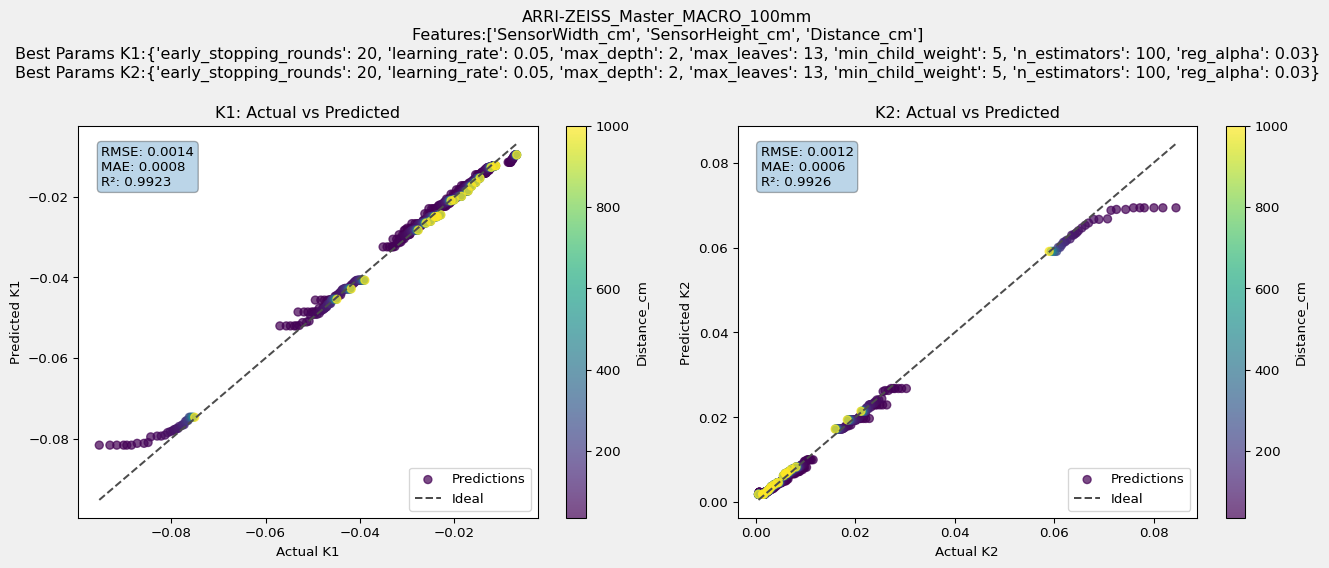 ARRI-ZEISS_Master_MACRO_100mm
Features:['SensorWidth_cm', 'SensorHeight_cm', 'Distance_cm']
Best Params K1:{'early_stopping_rounds': 20, 'learning_rate': 0.05, 'max_depth': 2, 'max_leaves': 13, 'min_child_weight': 5, 'n_estimators': 100, 'reg_alpha': 0.03}
Best Params K2:{'early_stopping_rounds': 20, 'learning_rate': 0.05, 'max_depth': 2, 'max_leaves': 13, 'min_child_weight': 5, 'n_estimators': 100, 'reg_alpha': 0.03}
K1: Actual vs Predicted
RMSE: 0.0014
MAE: 0.0008
R²: 0.9923
−0.02
−0.04
−0.06
−0.08
Predicted K1
−0.08
−0.06
−0.04
−0.02
Actual K1
Predictions
Ideal
1000
800
600
400
200
Distance_cm
K2: Actual vs Predicted
RMSE: 0.0012
MAE: 0.0006
R²: 0.9926
0.08
0.06
0.04
0.02
0.00
Predicted K2
0.00
0.02
0.04
0.06
0.08
Actual K2
Predictions
Ideal
1000
800
600
400
200
Distance_cm